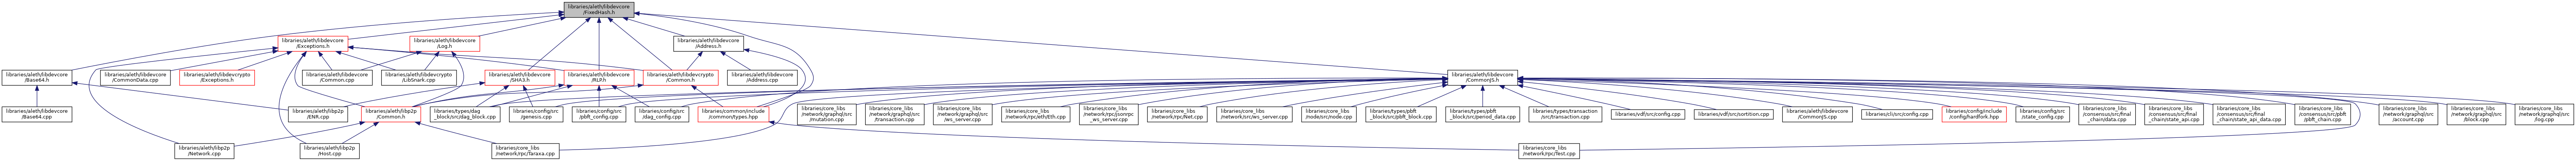 libraries/aleth/libdevcore
/FixedHash.h
libraries/aleth/libdevcore
/Exceptions.h
libraries/aleth/libdevcore
/Log.h
libraries/aleth/libdevcore
/Address.h
libraries/aleth/libdevcore
/Base64.h
libraries/aleth/libdevcore
/CommonData.cpp
libraries/aleth/libdevcrypto
/Exceptions.h
libraries/aleth/libdevcore
/Common.cpp
libraries/aleth/libdevcrypto
/LibSnark.cpp
libraries/aleth/libdevcore
/SHA3.h
libraries/aleth/libdevcore
/RLP.h
libraries/aleth/libdevcrypto
/Common.h
libraries/aleth/libdevcore
/Address.cpp
libraries/aleth/libdevcore
/CommonJS.h
libraries/aleth/libdevcore
/Base64.cpp
libraries/aleth/libp2p
/ENR.cpp
libraries/aleth/libp2p
/Common.h
libraries/types/dag
_block/src/dag_block.cpp
libraries/config/src
/genesis.cpp
libraries/config/src
/pbft_config.cpp
libraries/config/src
/dag_config.cpp
libraries/common/include
/common/types.hpp
libraries/core_libs
/network/graphql/src
/mutation.cpp
libraries/core_libs
/network/graphql/src
/transaction.cpp
libraries/core_libs
/network/graphql/src
/ws_server.cpp
libraries/core_libs
/network/rpc/eth/Eth.cpp
libraries/core_libs
/network/rpc/jsonrpc
_ws_server.cpp
libraries/core_libs
/network/rpc/Net.cpp
libraries/core_libs
/network/src/ws_server.cpp
libraries/core_libs
/node/src/node.cpp
libraries/types/pbft
_block/src/pbft_block.cpp
libraries/types/pbft
_block/src/period_data.cpp
libraries/types/transaction
/src/transaction.cpp
libraries/vdf/src/config.cpp
libraries/vdf/src/sortition.cpp
libraries/aleth/libdevcore
/CommonJS.cpp
libraries/cli/src/config.cpp
libraries/config/include
/config/hardfork.hpp
libraries/config/src
/state_config.cpp
libraries/core_libs
/consensus/src/final
_chain/data.cpp
libraries/core_libs
/consensus/src/final
_chain/state_api.cpp
libraries/core_libs
/consensus/src/final
_chain/state_api_data.cpp
libraries/core_libs
/consensus/src/pbft
/pbft_chain.cpp
libraries/core_libs
/network/graphql/src
/account.cpp
libraries/core_libs
/network/graphql/src
/block.cpp
libraries/core_libs
/network/graphql/src
/log.cpp
libraries/aleth/libp2p
/Network.cpp
libraries/aleth/libp2p
/Host.cpp
libraries/core_libs
/network/rpc/Taraxa.cpp
libraries/core_libs
/network/rpc/Test.cpp